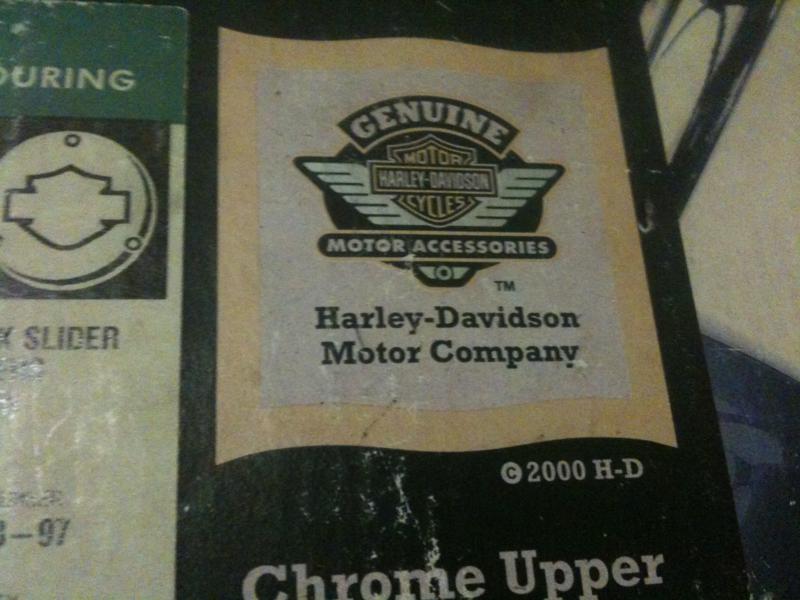 OURING
SLIDER
-97
GENUINE
MOTOR
HARLEY-DAVIDSON
CYCLES
MOTOR ACCESSORIES
TM
Harley-Davidson
Motor Company
© 2000 H-D
Chrome Upper